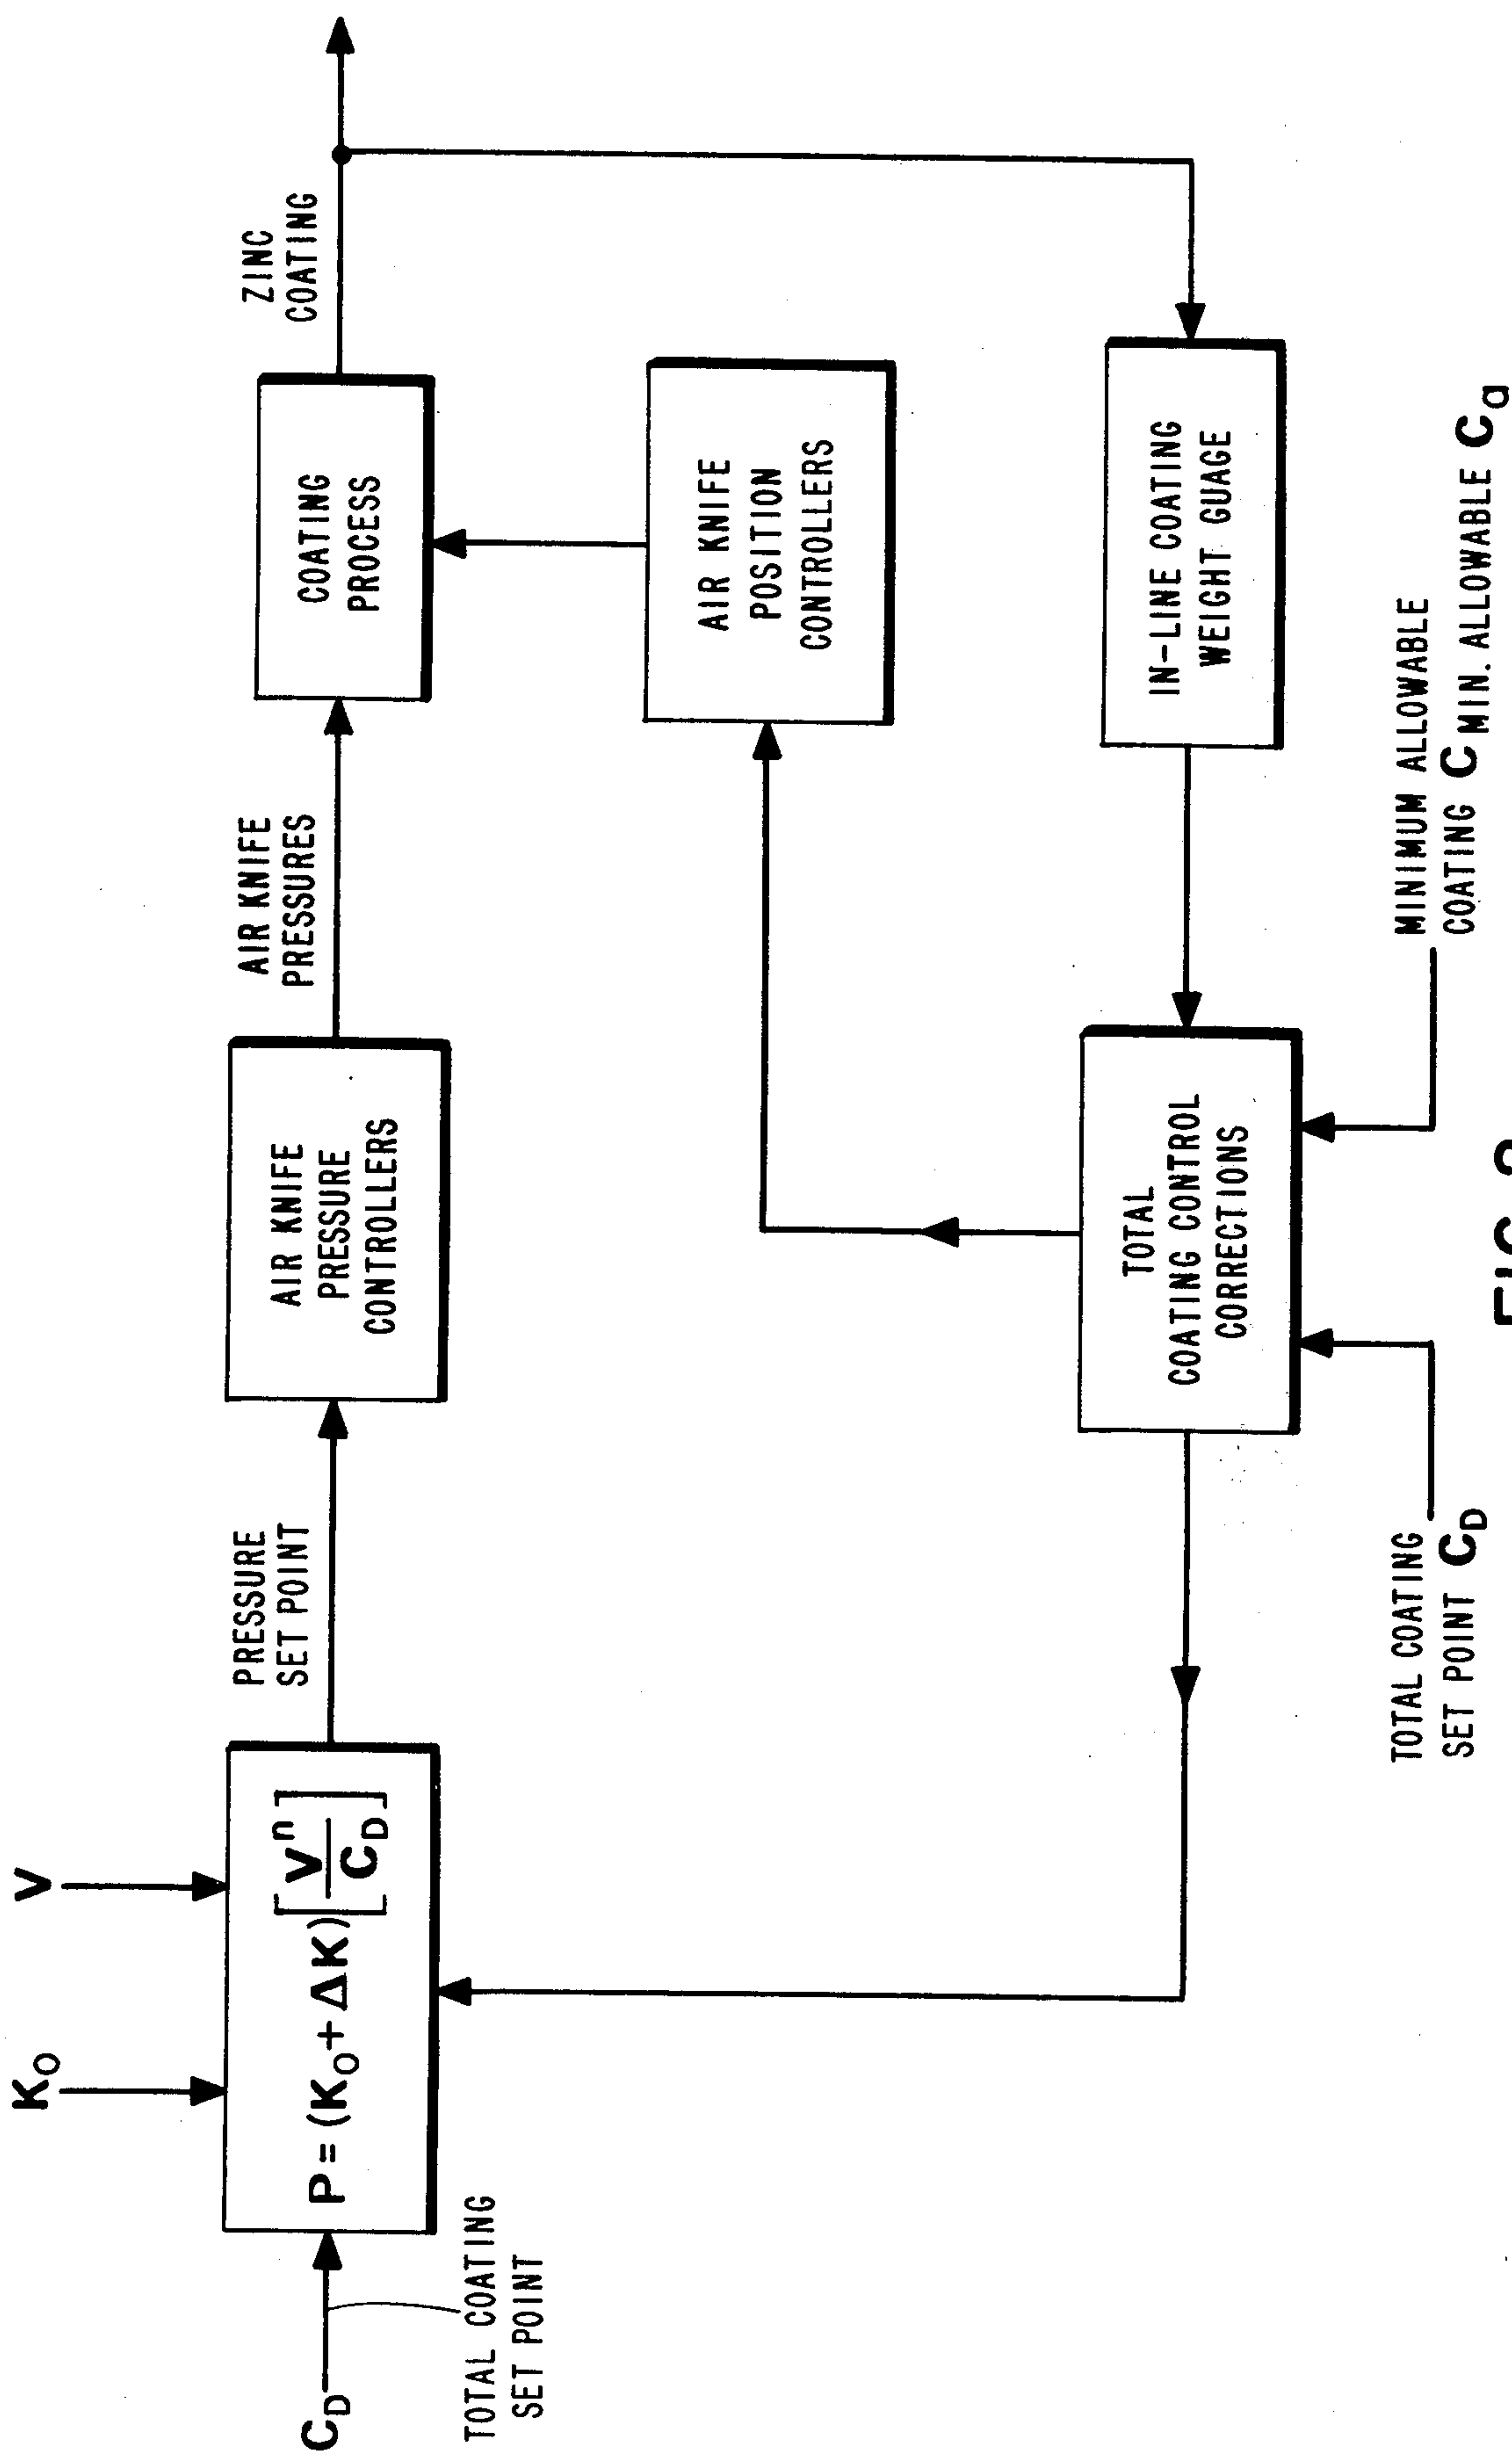 K₀
V
C_D
TOTAL COATING
SET POINT
P = (K₀ + ΔK) [Vⁿ / C_D]
PRESSURE
SET POINT
AIR KNIFE
PRESSURE
CONTROLLERS
AIR KNIFE
PRESSURES
COATING
PROCESS
ZINC
COATING
AIR KNIFE
POSITION
CONTROLLERS
IN-LINE COATING
WEIGHT GUAGE
TOTAL
COATING CONTROL
CORRECTIONS
TOTAL COATING
SET POINT C_D
MINIMUM ALLOWABLE
COATING C MIN. ALLOWABLE C_a